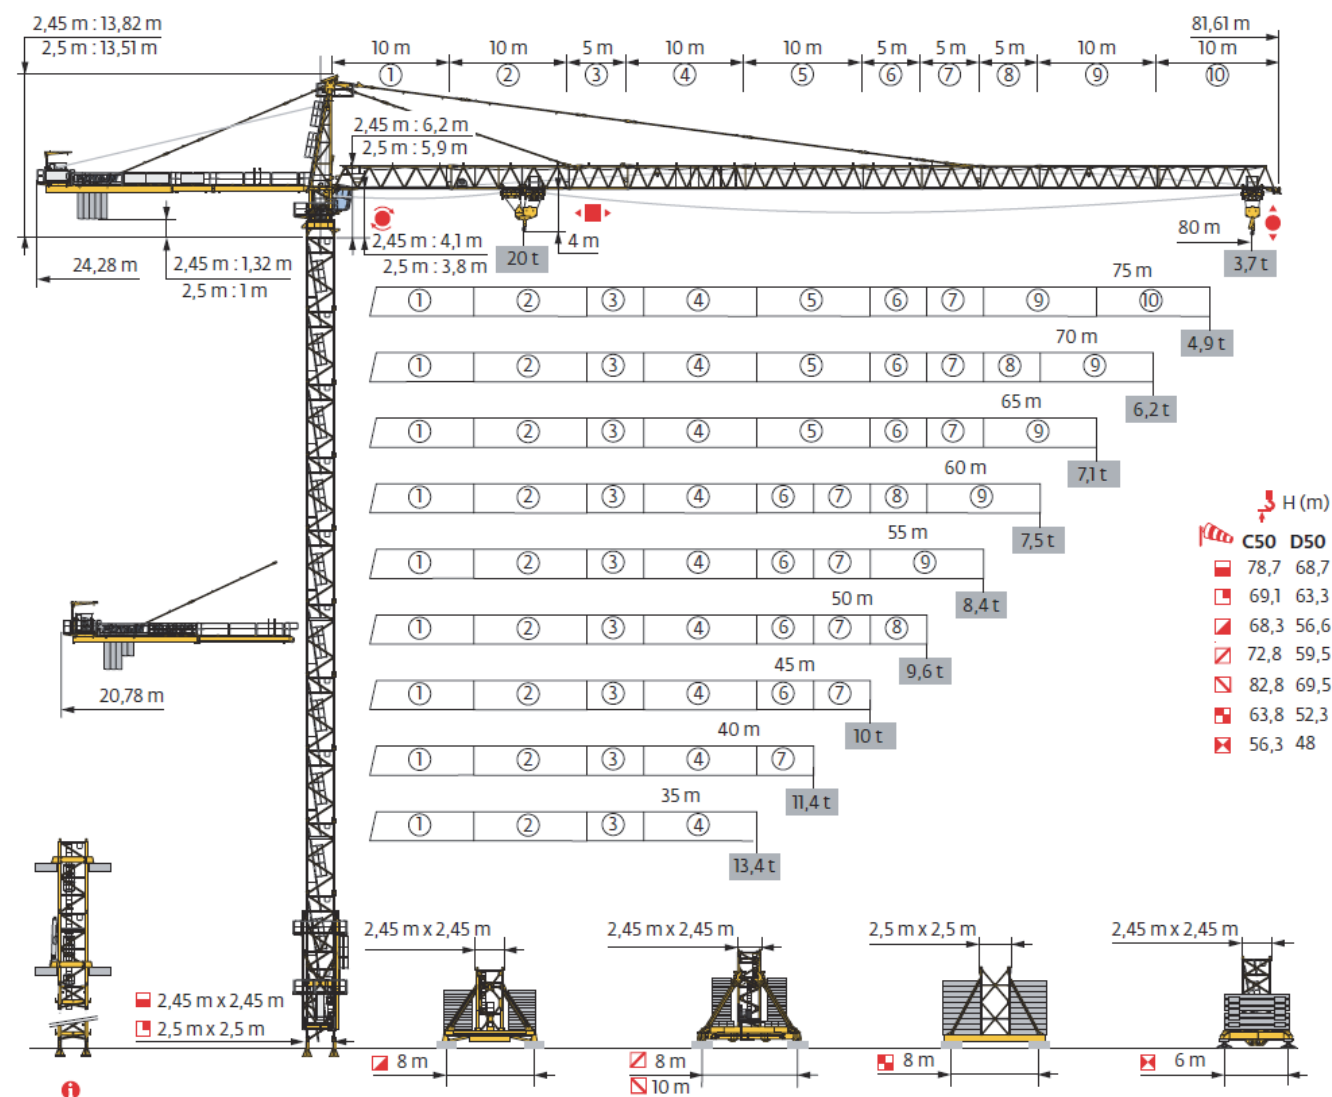 2,45 m : 13,82 m
2,5 m : 13,51 m
81,61 m
10 m 10 m 5 m 10 m 10 m 5 m 5 m 5 m 10 m 10 m
① ② ③ ④ ⑤ ⑥ ⑦ ⑧ ⑨ ⑩
2,45 m : 6,2 m
2,5 m : 5,9 m
2,45 m : 4,1 m
2,5 m : 3,8 m
20 t
4 m
80 m
3,7 t
24,28 m
2,45 m : 1,32 m
2,5 m : 1 m
75 m
① ② ③ ④ ⑤ ⑥ ⑦ ⑨ ⑩
4,9 t
70 m
① ② ③ ④ ⑤ ⑥ ⑦ ⑧ ⑨
6,2 t
65 m
① ② ③ ④ ⑤ ⑥ ⑦ ⑨
7,1 t
60 m
① ② ③ ④ ⑥ ⑦ ⑧ ⑨
7,5 t
55 m
① ② ③ ④ ⑥ ⑦ ⑨
8,4 t
50 m
① ② ③ ④ ⑥ ⑦ ⑧
9,6 t
45 m
① ② ③ ④ ⑥ ⑦
10 t
40 m
① ② ③ ④ ⑦
11,4 t
35 m
① ② ③ ④
13,4 t
H (m)
C50 D50
78,7 68,7
69,1 63,3
68,3 56,6
72,8 59,5
82,8 69,5
63,8 52,3
56,3 48
20,78 m
2,45 m x 2,45 m
2,5 m x 2,5 m
2,45 m x 2,45 m
8 m
2,45 m x 2,45 m
8 m
10 m
2,5 m x 2,5 m
8 m
2,45 m x 2,45 m
6 m
i